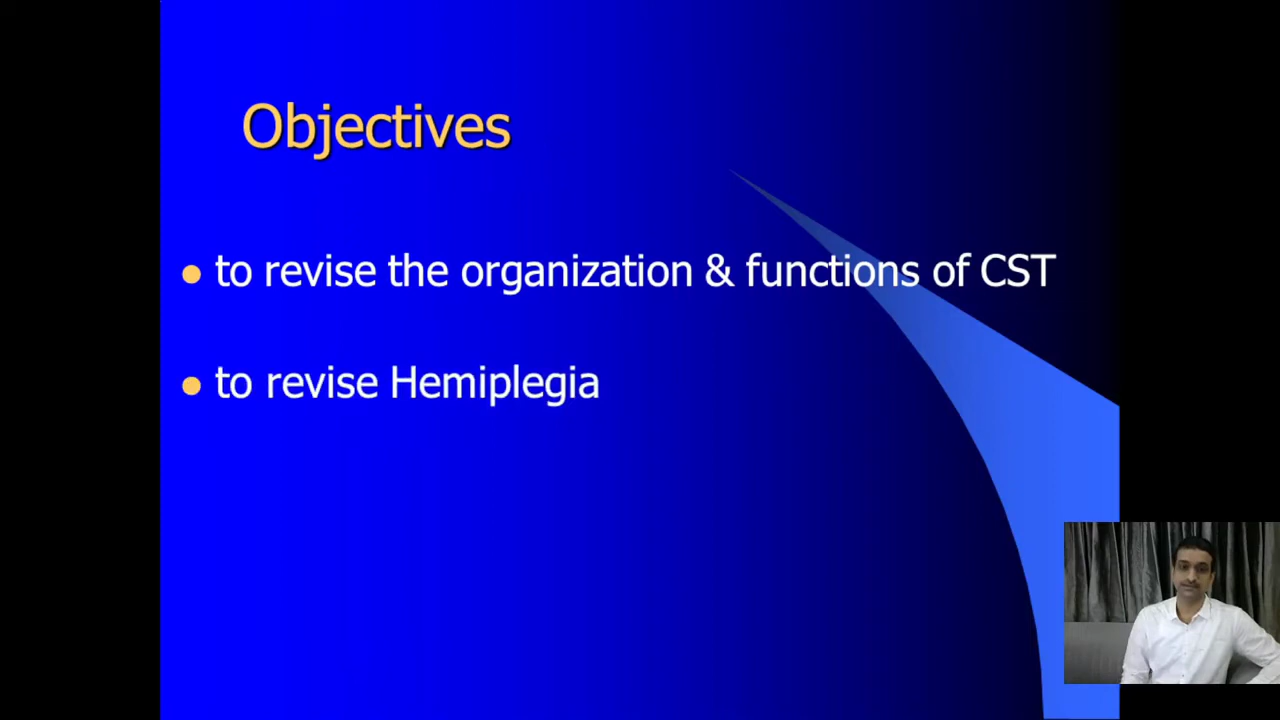 Objectives
to revise the organization & functions of CST
to revise Hemiplegia